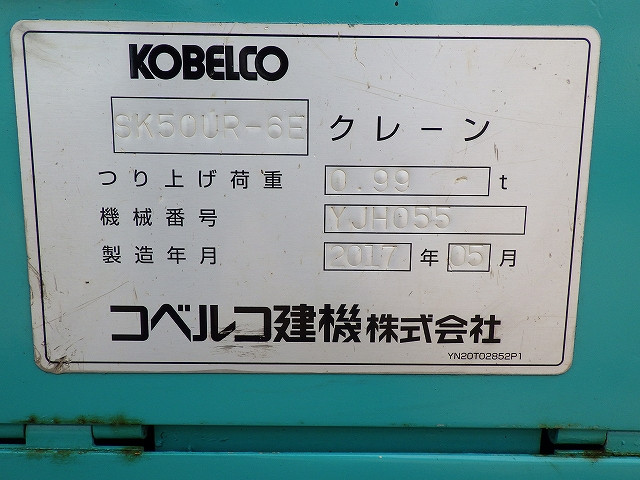 KOBELCO
SK50UR-6E クレーン
つり上げ荷重 0.99 t
機械番号 YJH055
製造年月 2017 年 05 月
コベルコ建機株式会社
YN20T02852P1